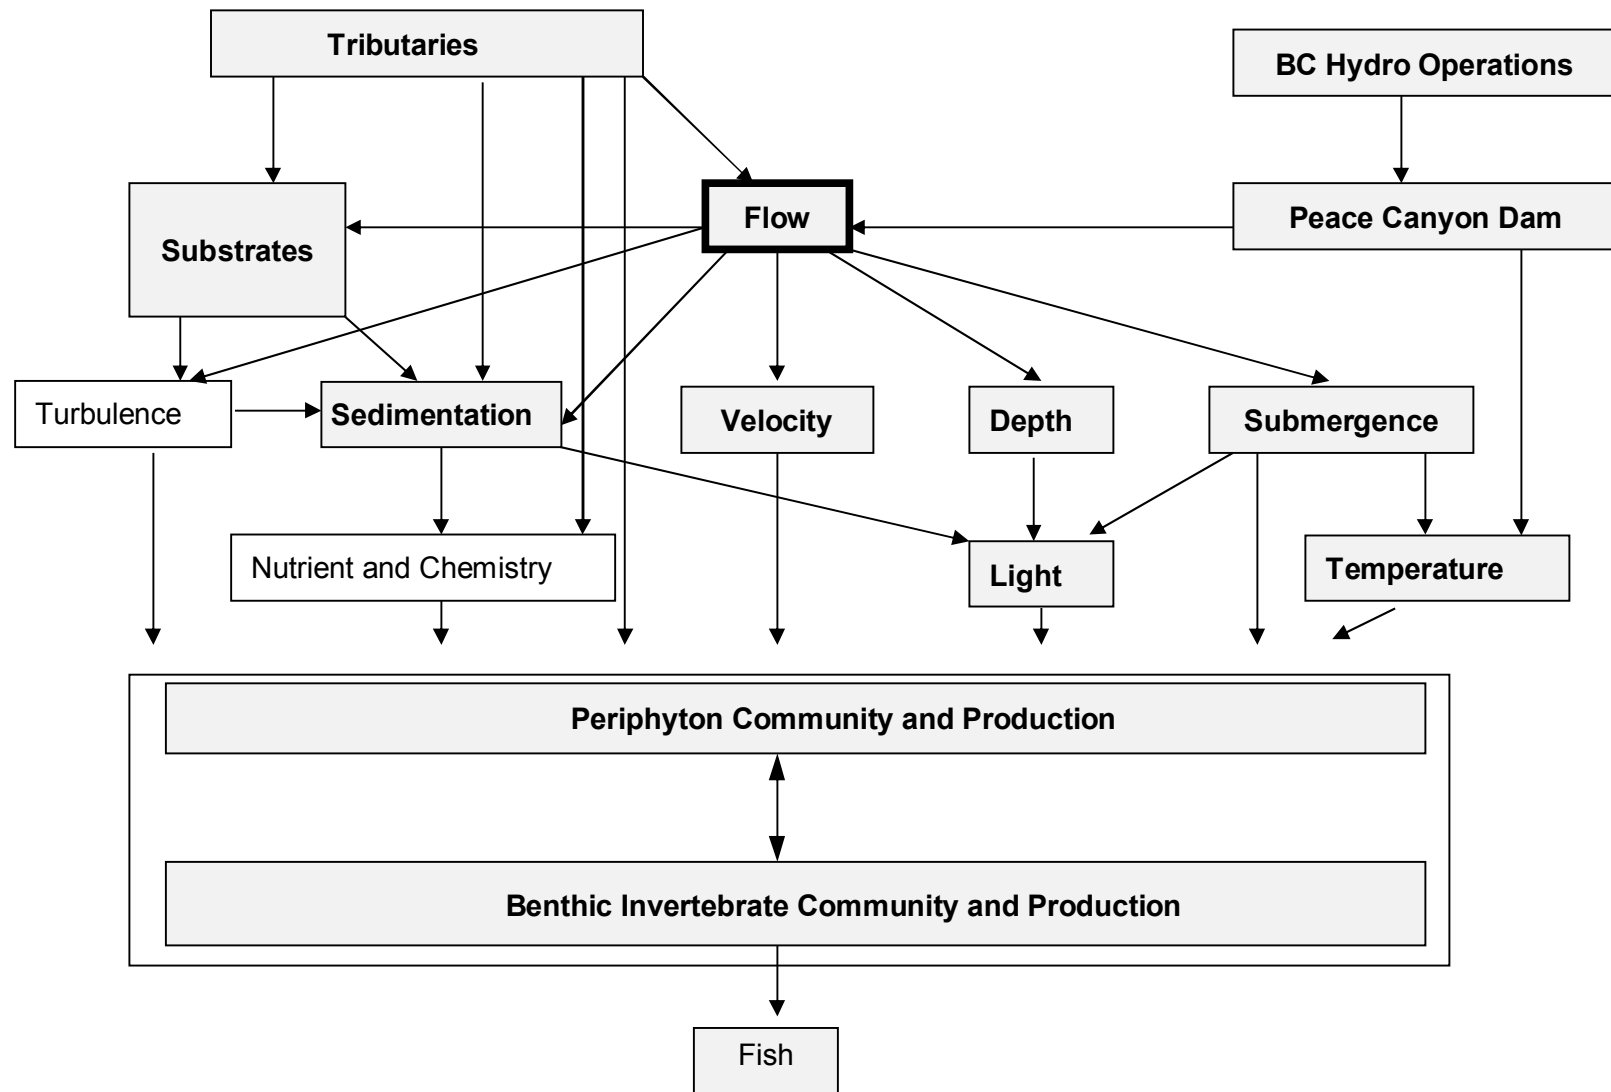 Tributaries
BC Hydro Operations
Flow
Peace Canyon Dam
Substrates
Turbulence
Sedimentation
Velocity
Depth
Submergence
Nutrient and Chemistry
Light
Temperature
Periphyton Community and Production
Benthic Invertebrate Community and Production
Fish